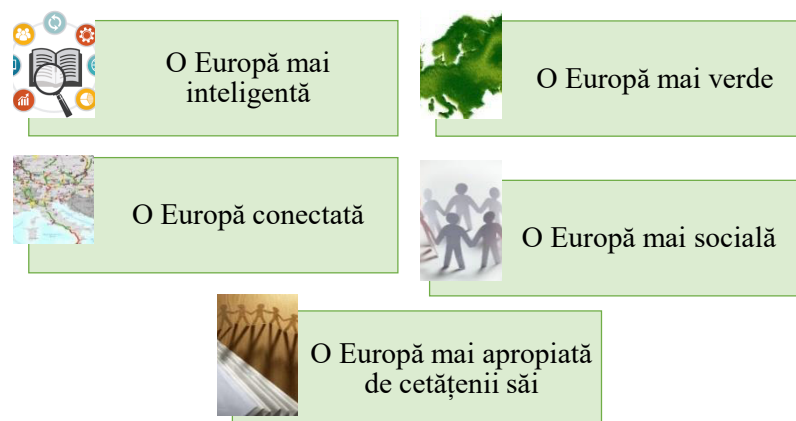 O Europă mai
inteligentă
O Europă mai verde
O Europă conectată
O Europă mai socială
O Europă mai apropiată
de cetățenii săi